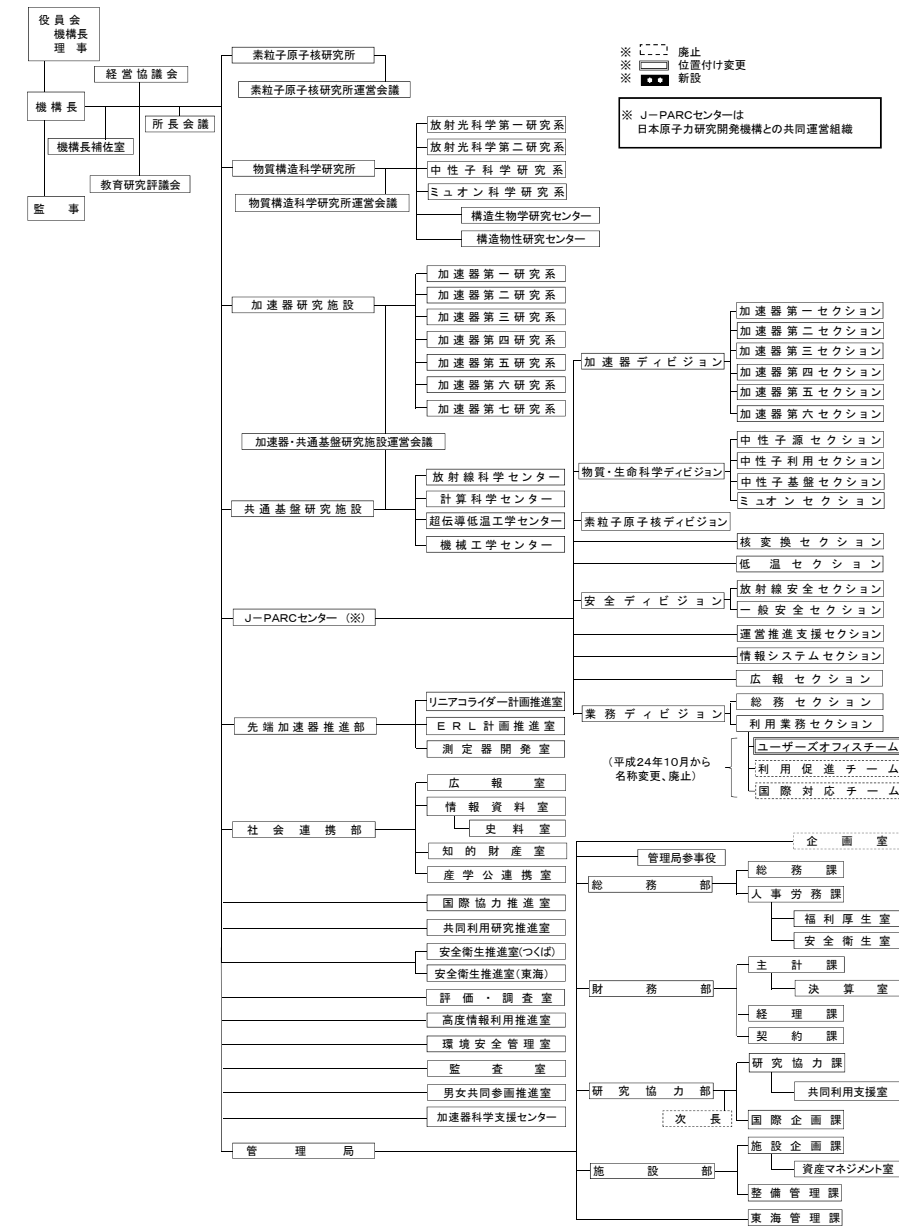 役員会
機構長
理事
経営協議会
機構長
所長会議
機構長補佐室
教育研究評議会
監事
素粒子原子核研究所
素粒子原子核研究所運営会議
物質構造科学研究所
物質構造科学研究所運営会議
放射光科学第一研究系
放射光科学第二研究系
中性子科学研究系
ミュオン科学研究系
構造生物学研究センター
構造物性研究センター
※ 廃止
※ 位置付け変更
※ 新設
※ J-PARCセンターは
日本原子力研究開発機構との共同運営組織
加速器研究施設
加速器第一研究系
加速器第二研究系
加速器第三研究系
加速器第四研究系
加速器第五研究系
加速器第六研究系
加速器第七研究系
加速器・共通基盤研究施設運営会議
共通基盤研究施設
放射線科学センター
計算科学センター
超伝導低温工学センター
機械工学センター
J-PARCセンター (※)
加速器ディビジョン
加速器第一セクション
加速器第二セクション
加速器第三セクション
加速器第四セクション
加速器第五セクション
加速器第六セクション
物質・生命科学ディビジョン
中性子源セクション
中性子利用セクション
中性子基盤セクション
ミュオンセクション
素粒子原子核ディビジョン
核変換セクション
低温セクション
安全ディビジョン
放射線安全セクション
一般安全セクション
運営推進支援セクション
情報システムセクション
広報セクション
業務ディビジョン
総務セクション
利用業務セクション
ユーザーズオフィスチーム
利用促進チーム
国際対応チーム
(平成24年10月から
名称変更、廃止)
先端加速器推進部
リニアコライダー計画推進室
ERL計画推進室
測定器開発室
社会連携部
広報室
情報資料室
史料室
知的財産室
産学公連携室
国際協力推進室
共同利用研究推進室
安全衛生推進室(つくば)
安全衛生推進室(東海)
評価・調査室
高度情報利用推進室
環境安全管理室
監査室
男女共同参画推進室
加速器科学支援センター
管理局
企画室
管理局参事役
総務部
総務課
人事労務課
福利厚生室
安全衛生室
財務部
主計課
決算室
経理課
契約課
研究協力部
次長
研究協力課
共同利用支援室
国際企画課
施設部
施設企画課
資産マネジメント室
整備管理課
東海管理課